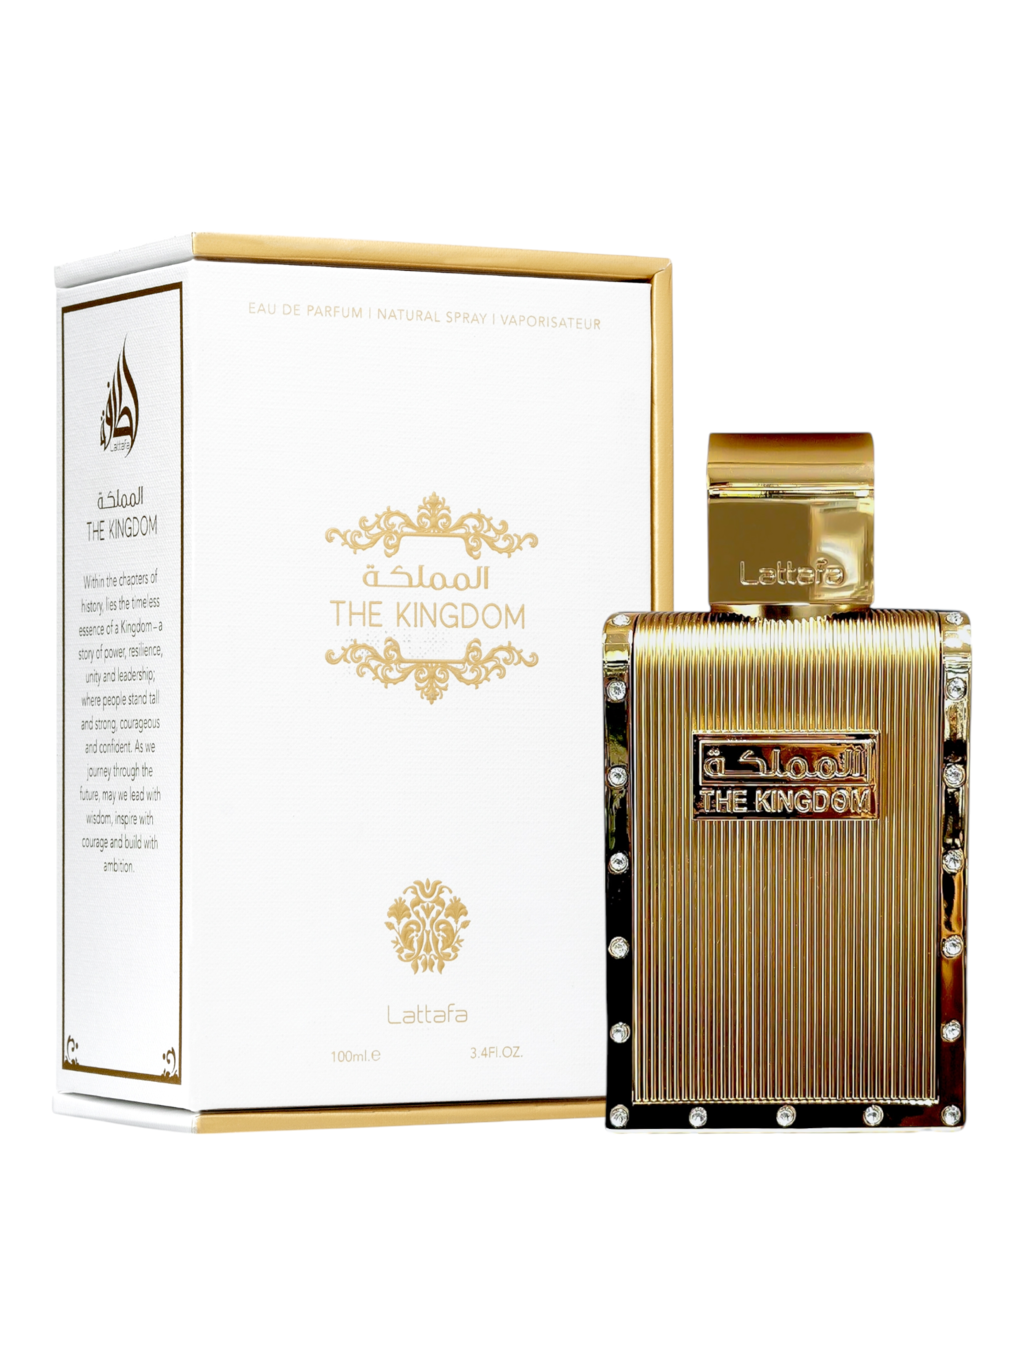 لطافة
Lattafa
المملكة
THE KINGDOM
Within the chapters of
history, lies the timeless
essence of a Kingdom–a
story of power, resilience,
unity and leadership;
where people stand tall
and strong, courageous
and confident. As we
journey through the
future, may we lead with
wisdom, inspire with
courage and build with
ambition.
EAU DE PARFUM | NATURAL SPRAY | VAPORISATEUR
المملكة
THE KINGDOM
Lattafa
100ml.e 3.4Fl.OZ.
Lattafa
المملكة
THE KINGDOM